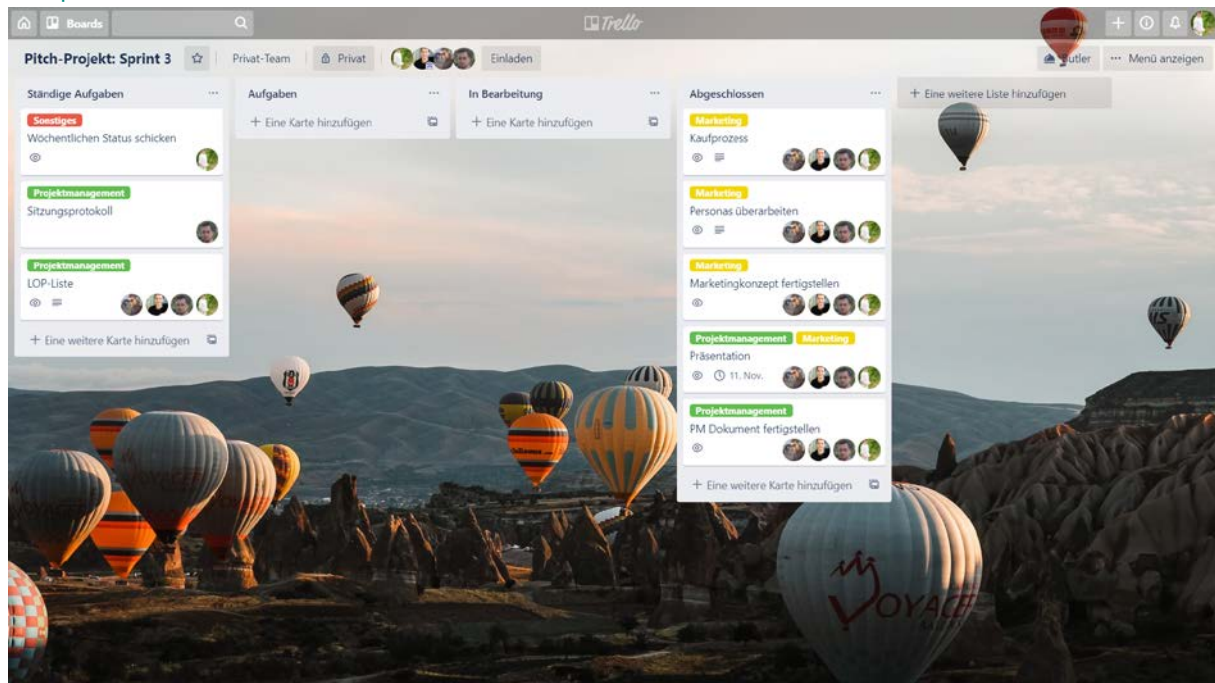 Boards
Trello
Pitch-Projekt: Sprint 3
Privat-Team
Privat
Einladen
Butler
Menü anzeigen
Ständige Aufgaben
Sonstiges
Wöchentlichen Status schicken
Projektmanagement
Sitzungsprotokoll
Projektmanagement
LOP-Liste
+ Eine weitere Karte hinzufügen
Aufgaben
+ Eine Karte hinzufügen
In Bearbeitung
+ Eine Karte hinzufügen
Abgeschlossen
Marketing
Kaufprozess
Marketing
Personas überarbeiten
Marketing
Marketingkonzept fertigstellen
Projektmanagement Marketing
Präsentation
11. Nov.
Projektmanagement
PM Dokument fertigstellen
+ Eine weitere Karte hinzufügen
+ Eine weitere Liste hinzufügen
VOYAGE